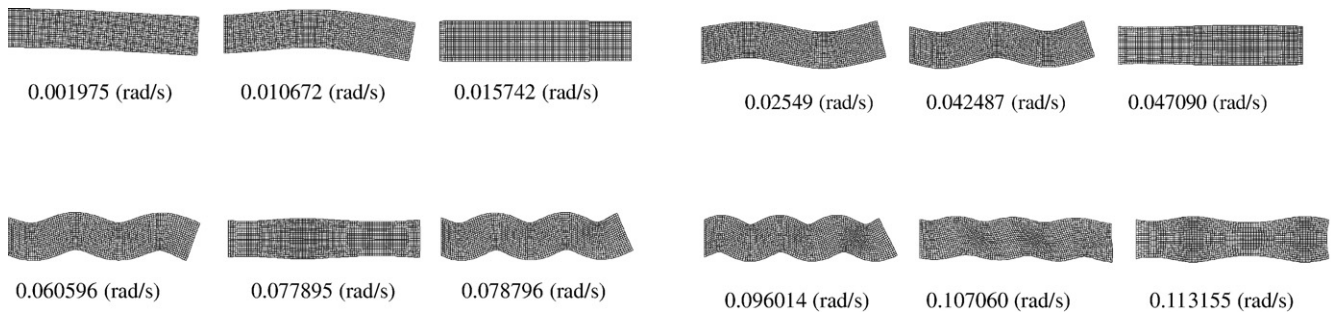 0.001975 (rad/s)
0.010672 (rad/s)
0.015742 (rad/s)
0.02549 (rad/s)
0.042487 (rad/s)
0.047090 (rad/s)
0.060596 (rad/s)
0.077895 (rad/s)
0.078796 (rad/s)
0.096014 (rad/s)
0.107060 (rad/s)
0.113155 (rad/s)